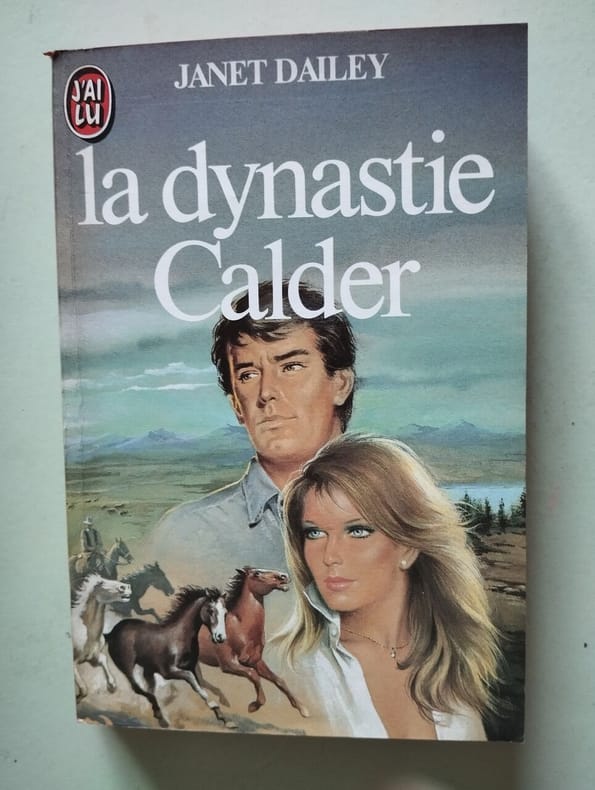 JANET DAILEY
J'AI
LU
la dynastie
Calder